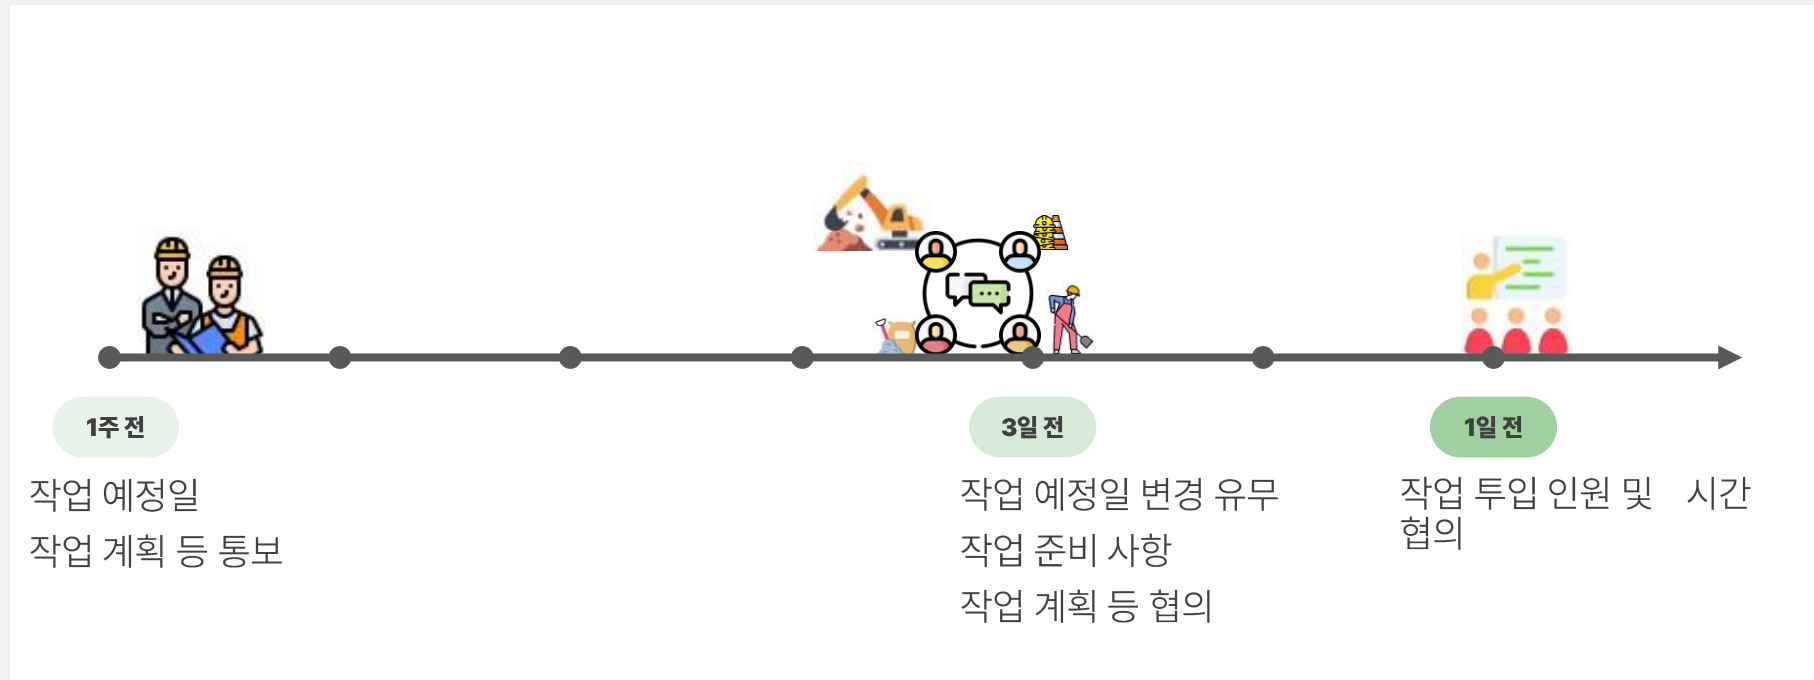 1주 전
작업 예정일
작업 계획 등 통보
3일 전
작업 예정일 변경 유무
작업 준비 사항
작업 계획 등 협의
1일 전
작업 투입 인원 및 시간
협의